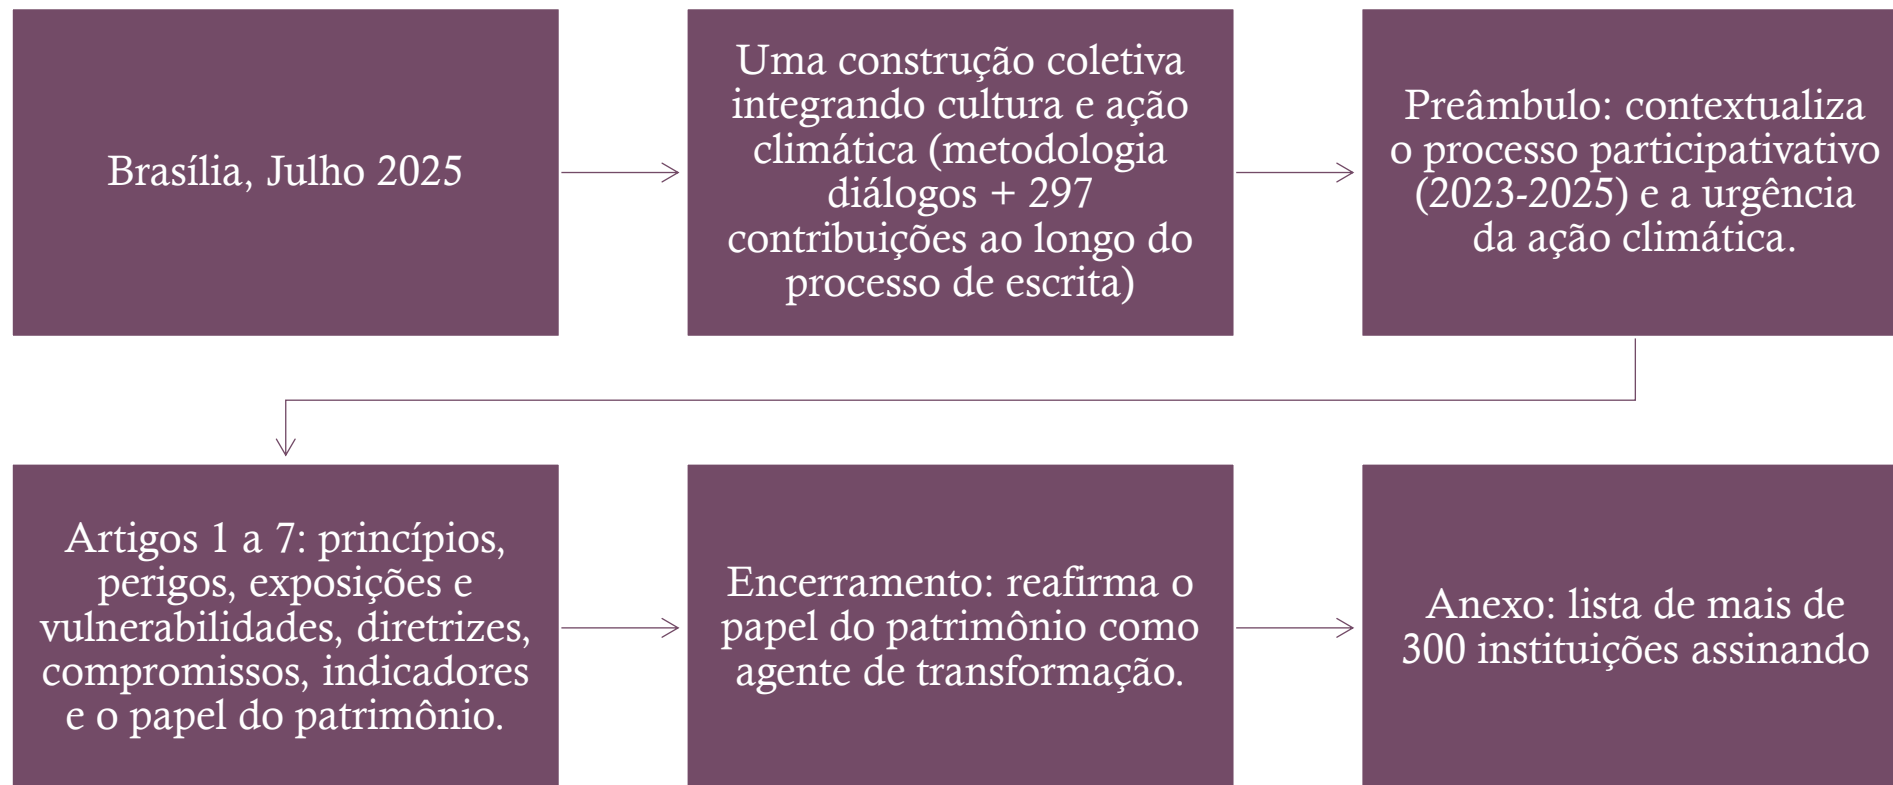 Brasília, Julho 2025
Uma construção coletiva
integrando cultura e ação
climática (metodologia
diálogos + 297
contribuições ao longo do
processo de escrita)
Preâmbulo: contextualiza
o processo participativativo
(2023-2025) e a urgência
da ação climática.
Artigos 1 a 7: princípios,
perigos, exposições e
vulnerabilidades, diretrizes,
compromissos, indicadores
e o papel do patrimônio.
Encerramento: reafirma o
papel do patrimônio como
agente de transformação.
Anexo: lista de mais de
300 instituições assinando